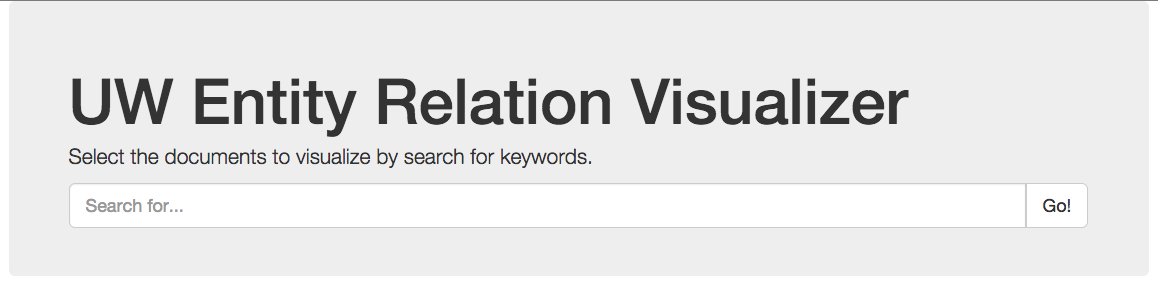 UW Entity Relation Visualizer
Select the documents to visualize by search for keywords.
Search for... Go!